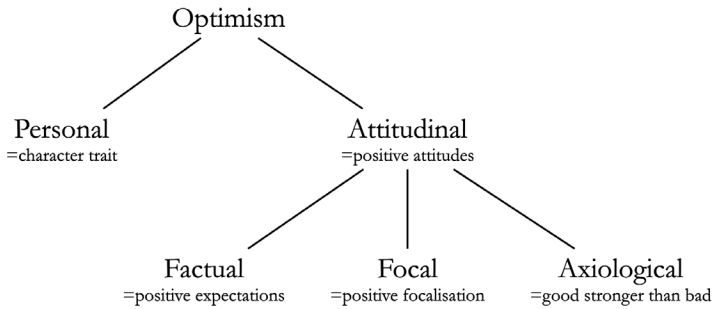 Optimism
Personal
=character trait
Attitudinal
=positive attitudes
Factual
=positive expectations
Focal
=positive focalisation
Axiological
=good stronger than bad